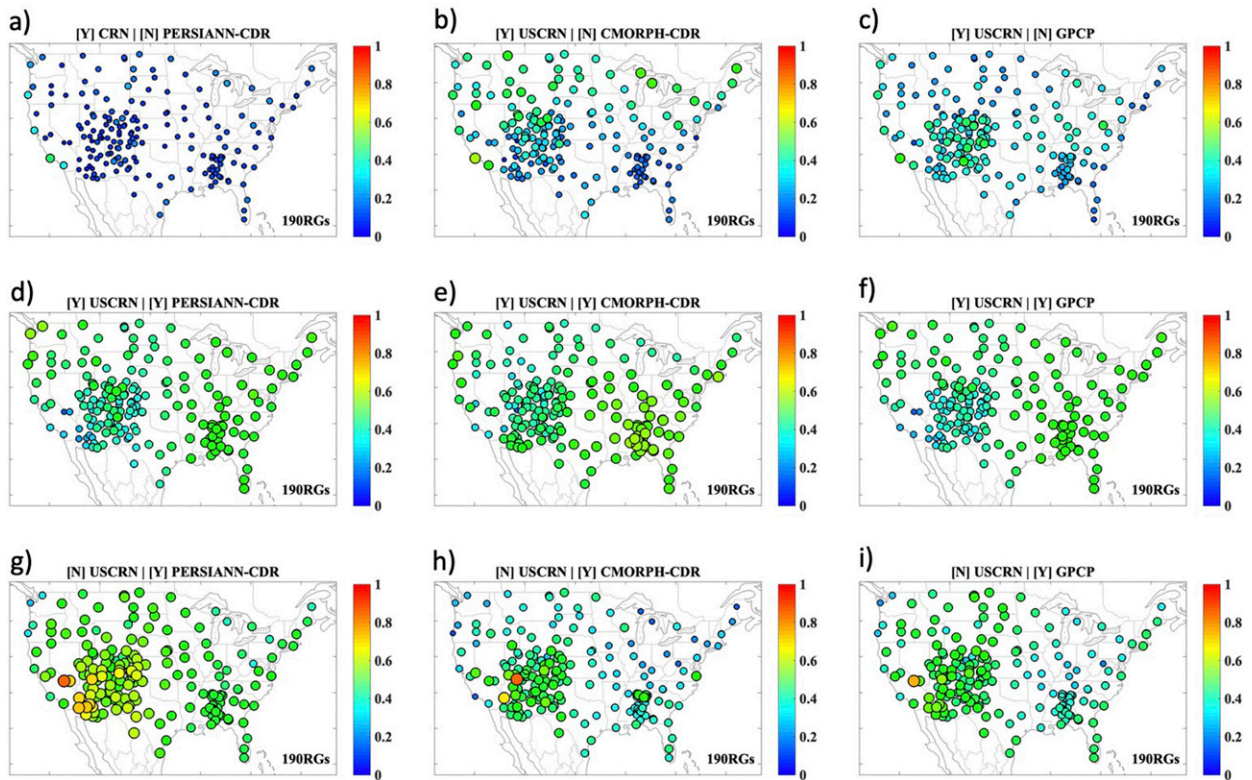 a)
[Y] CRN | [N] PERSIANN-CDR
1
0.8
0.6
0.4
0.2
0
190RGs
b)
[Y] USCRN | [N] CMORPH-CDR
1
0.8
0.6
0.4
0.2
0
190RGs
c)
[Y] USCRN | [N] GPCP
1
0.8
0.6
0.4
0.2
0
190RGs
d)
[Y] USCRN | [Y] PERSIANN-CDR
1
0.8
0.6
0.4
0.2
0
190RGs
e)
[Y] USCRN | [Y] CMORPH-CDR
1
0.8
0.6
0.4
0.2
0
190RGs
f)
[Y] USCRN | [Y] GPCP
1
0.8
0.6
0.4
0.2
0
190RGs
g)
[N] USCRN | [Y] PERSIANN-CDR
1
0.8
0.6
0.4
0.2
0
190RGs
h)
[N] USCRN | [Y] CMORPH-CDR
1
0.8
0.6
0.4
0.2
0
190RGs
i)
[N] USCRN | [Y] GPCP
1
0.8
0.6
0.4
0.2
0
190RGs